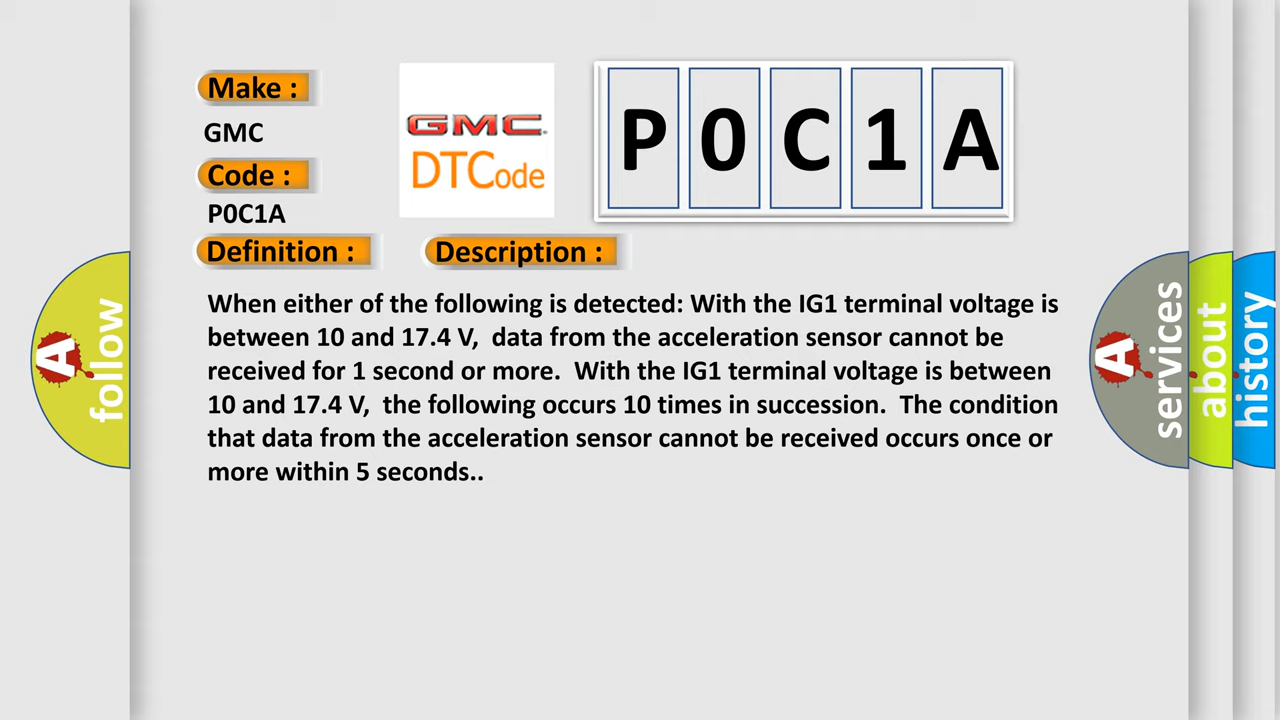 Make :
GMC
Code :
P0C1A
GMC
DTCode
P0C1A
Definition :
Description :
When either of the following is detected: With the IG1 terminal voltage is
between 10 and 17.4 V,  data from the acceleration sensor cannot be
received for 1 second or more.  With the IG1 terminal voltage is between
10 and 17.4 V,  the following occurs 10 times in succession.  The condition
that data from the acceleration sensor cannot be received occurs once or
more within 5 seconds..
A follow
A services
about
history